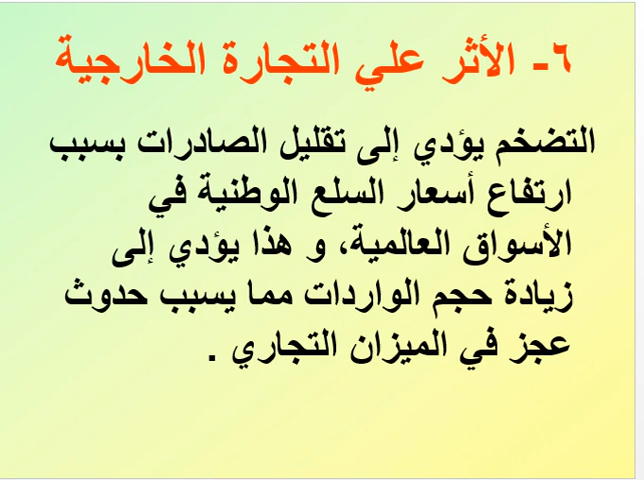 ٦- الأثر علي التجارة الخارجية
التضخم يؤدي إلى تقليل الصادرات بسبب
ارتفاع أسعار السلع الوطنية في
الأسواق العالمية، و هذا يؤدي إلى
زيادة حجم الواردات مما يسبب حدوث
عجز في الميزان التجاري .